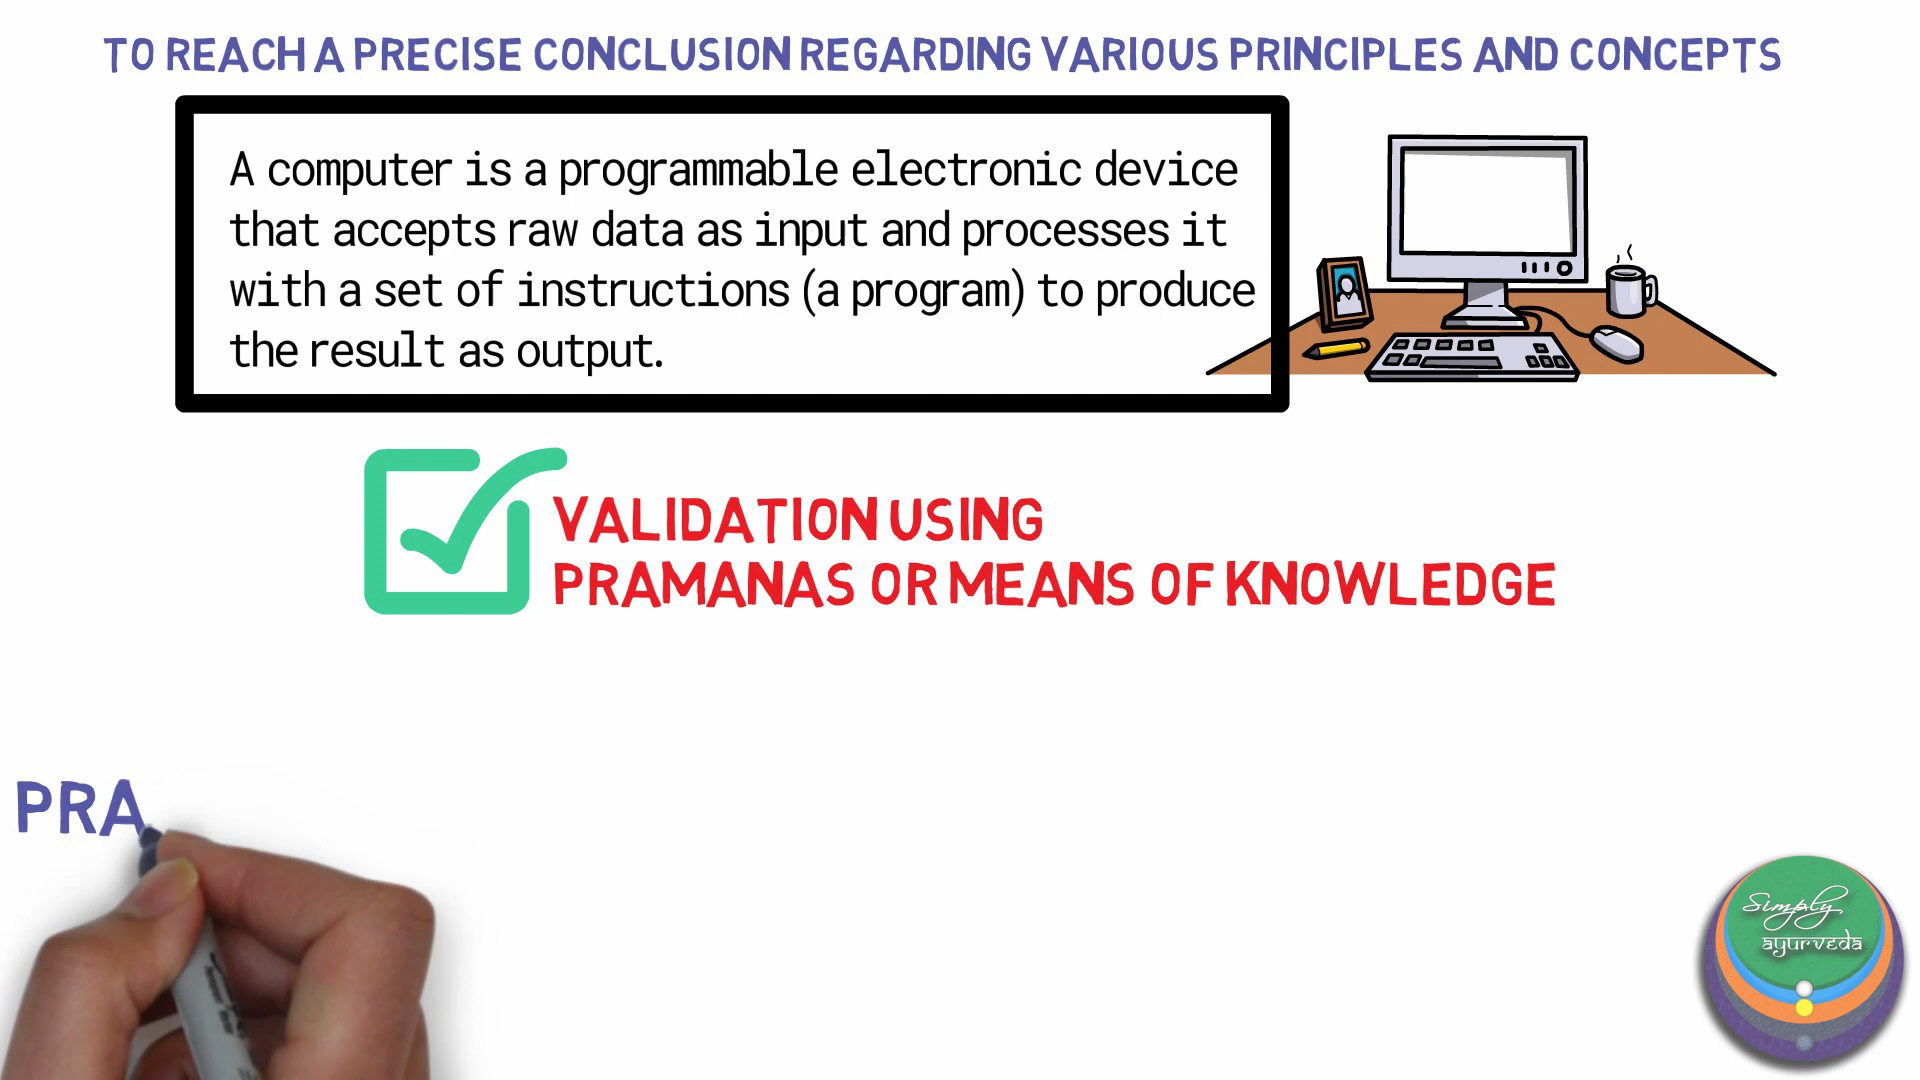 TO REACH A PRECISE CONCLUSION REGARDING VARIOUS PRINCIPLES AND CONCEPTS
A computer is a programmable electronic device
that accepts raw data as input and processes it
with a set of instructions (a program) to produce
the result as output.
VALIDATION USING
PRAMANAS OR MEANS OF KNOWLEDGE
PRA
Simply
ayurveda